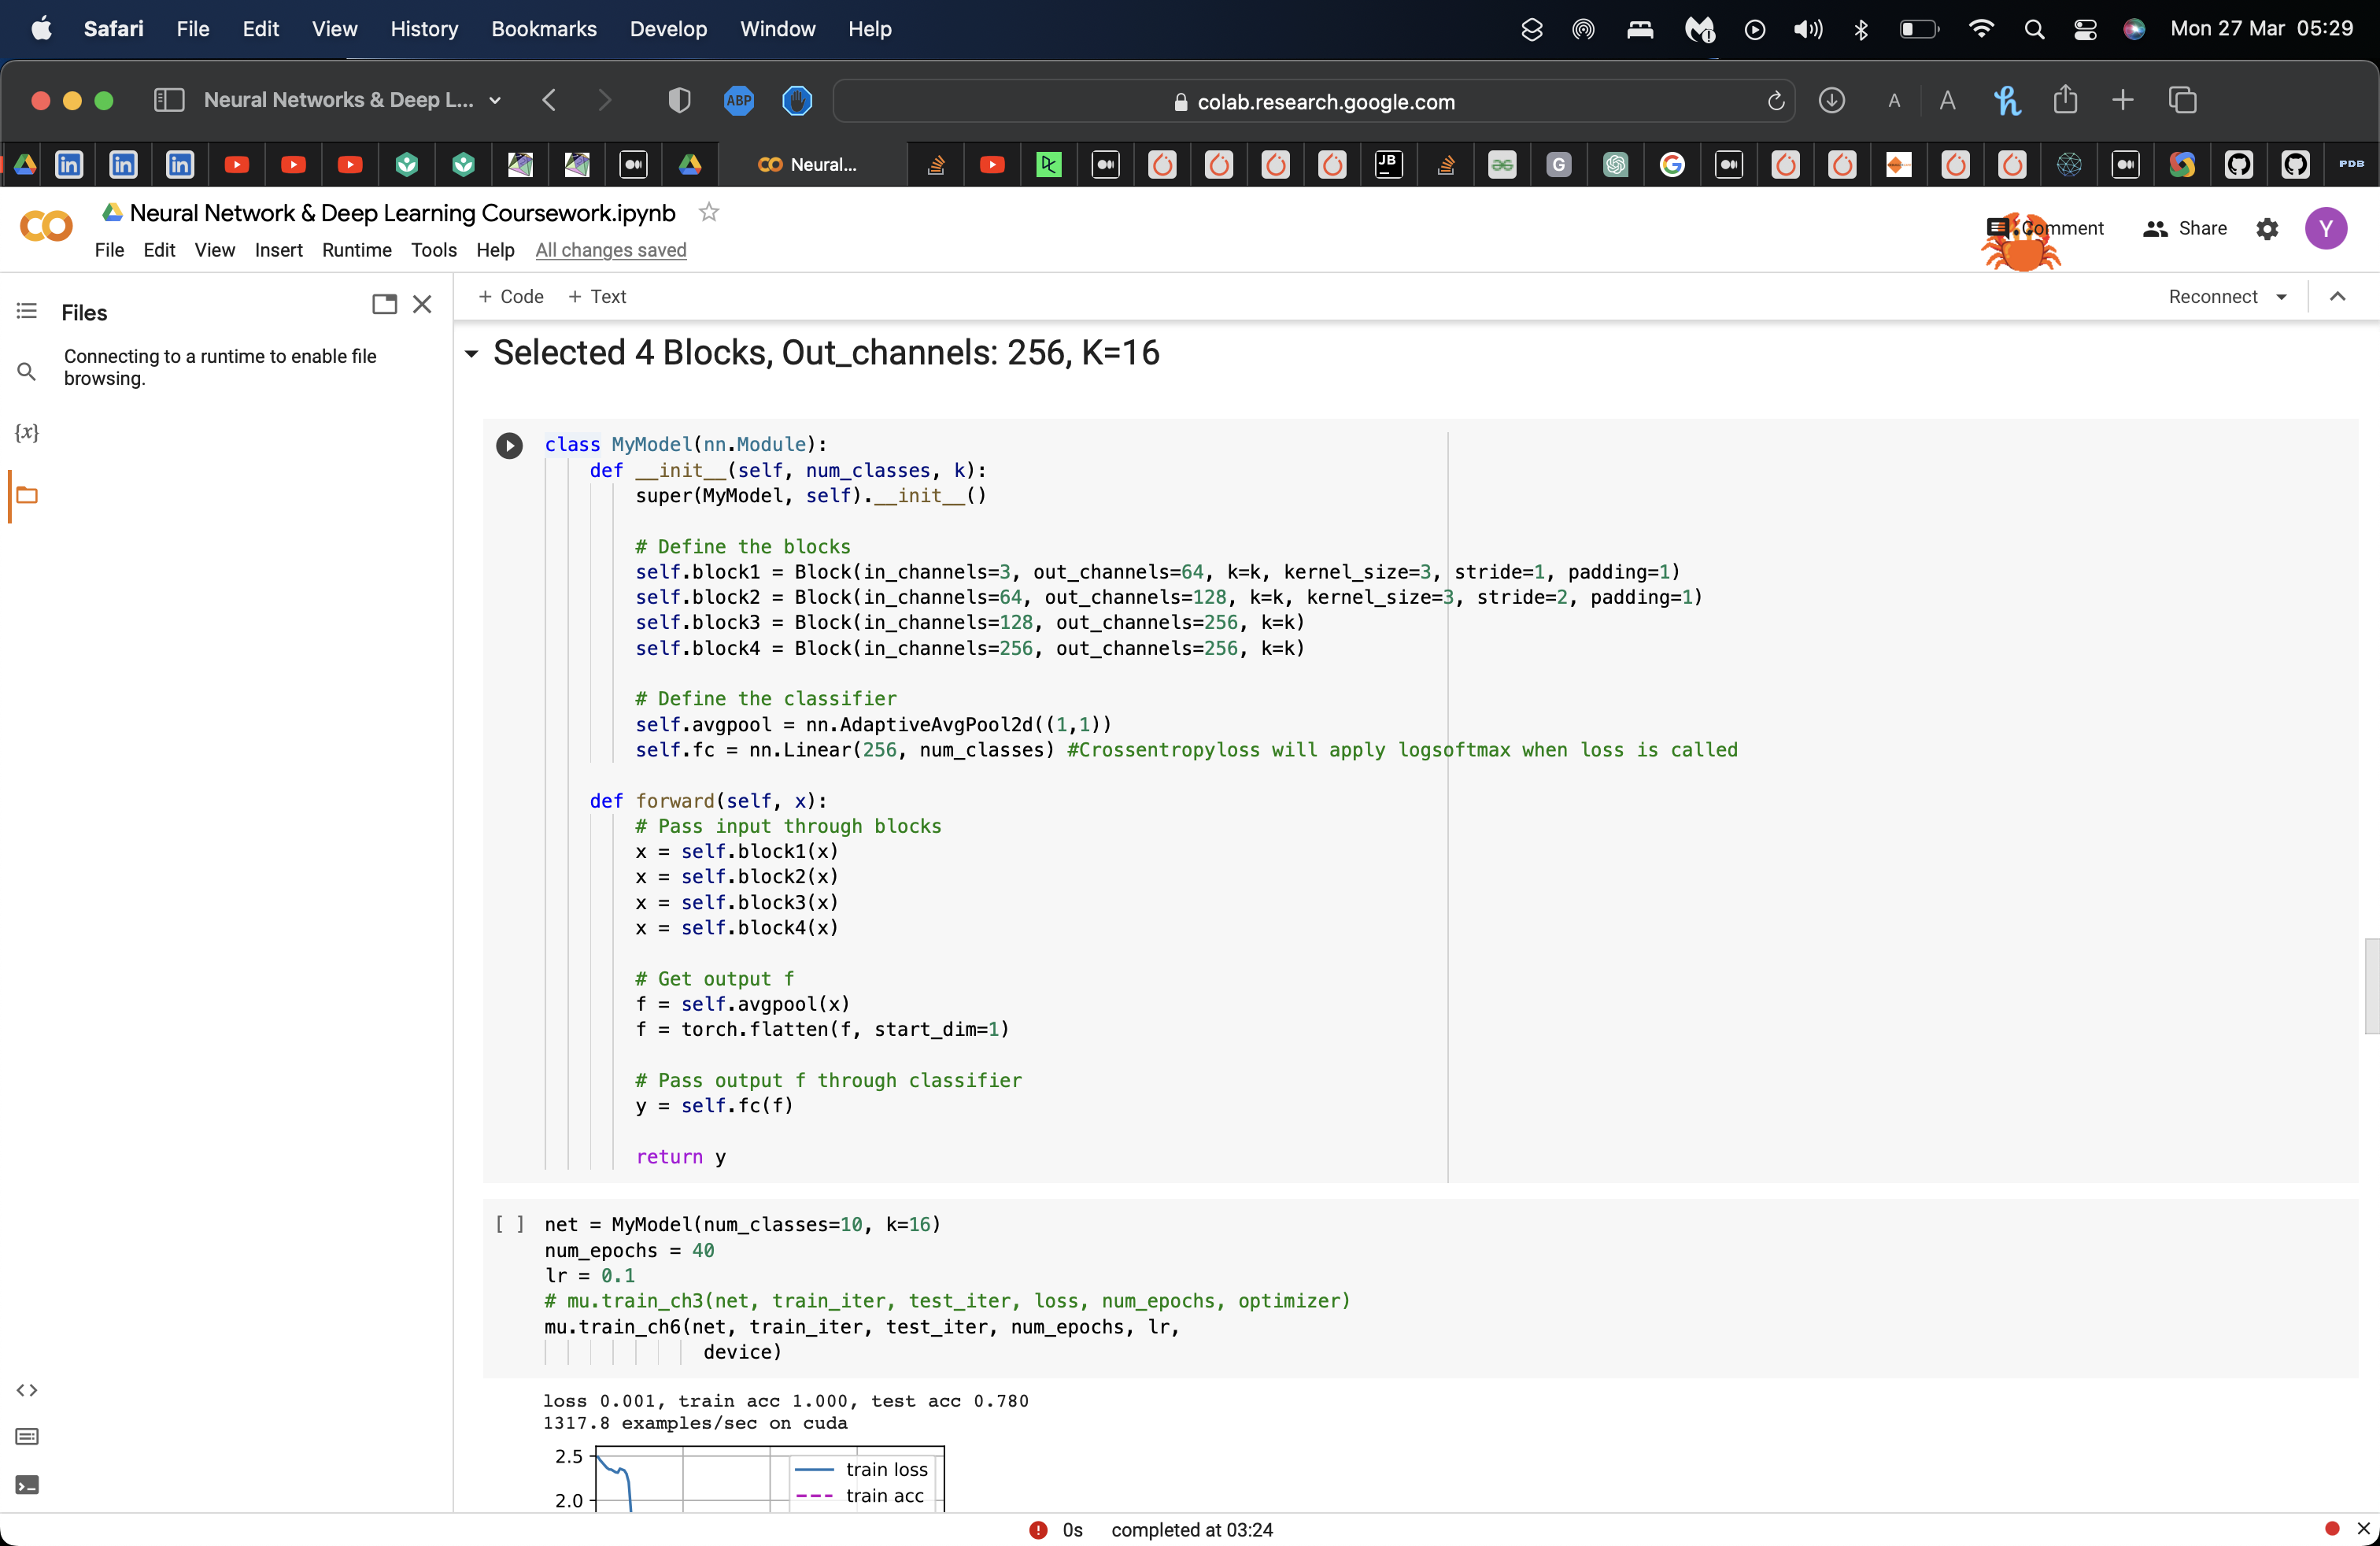 Safari File Edit View History Bookmarks Develop Window Help Mon 27 Mar 05:29
Neural Networks & Deep L... ABP colab.research.google.com A A
Neural... JB G PDB
Neural Network & Deep Learning Coursework.ipynb
Comment Share Y
File Edit View Insert Runtime Tools Help All changes saved
Files
+ Code + Text Reconnect
Connecting to a runtime to enable file
browsing.
{x}
Selected 4 Blocks, Out_channels: 256, K=16
class MyModel(nn.Module):
    def __init__(self, num_classes, k):
        super(MyModel, self).__init__()

        # Define the blocks
        self.block1 = Block(in_channels=3, out_channels=64, k=k, kernel_size=3, stride=1, padding=1)
        self.block2 = Block(in_channels=64, out_channels=128, k=k, kernel_size=3, stride=2, padding=1)
        self.block3 = Block(in_channels=128, out_channels=256, k=k)
        self.block4 = Block(in_channels=256, out_channels=256, k=k)

        # Define the classifier
        self.avgpool = nn.AdaptiveAvgPool2d((1,1))
        self.fc = nn.Linear(256, num_classes) #Crossentropyloss will apply logsoftmax when loss is called

    def forward(self, x):
        # Pass input through blocks
        x = self.block1(x)
        x = self.block2(x)
        x = self.block3(x)
        x = self.block4(x)

        # Get output f
        f = self.avgpool(x)
        f = torch.flatten(f, start_dim=1)

        # Pass output f through classifier
        y = self.fc(f)

        return y
[ ] net = MyModel(num_classes=10, k=16)
num_epochs = 40
lr = 0.1
# mu.train_ch3(net, train_iter, test_iter, loss, num_epochs, optimizer)
mu.train_ch6(net, train_iter, test_iter, num_epochs, lr,
              device)
loss 0.001, train acc 1.000, test acc 0.780
1317.8 examples/sec on cuda
2.5
train loss
train acc
2.0
0s completed at 03:24